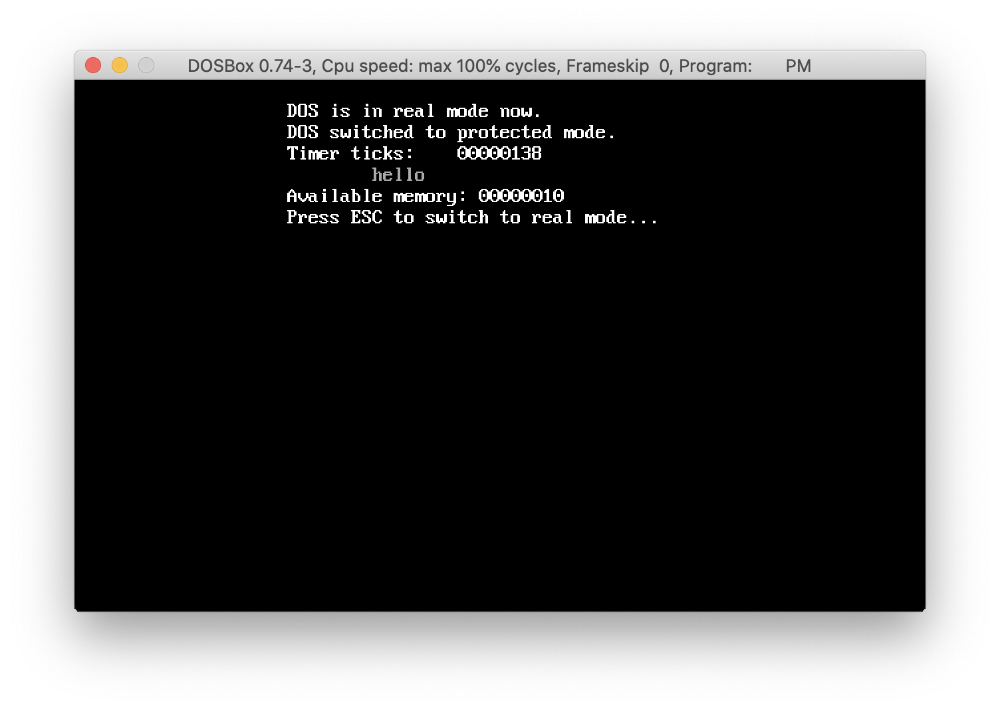 DOSBox 0.74-3, Cpu speed: max 100% cycles, Frameskip 0, Program: PM
DOS is in real mode now.
DOS switched to protected mode.
Timer ticks: 00000138
hello
Available memory: 00000010
Press ESC to switch to real mode...